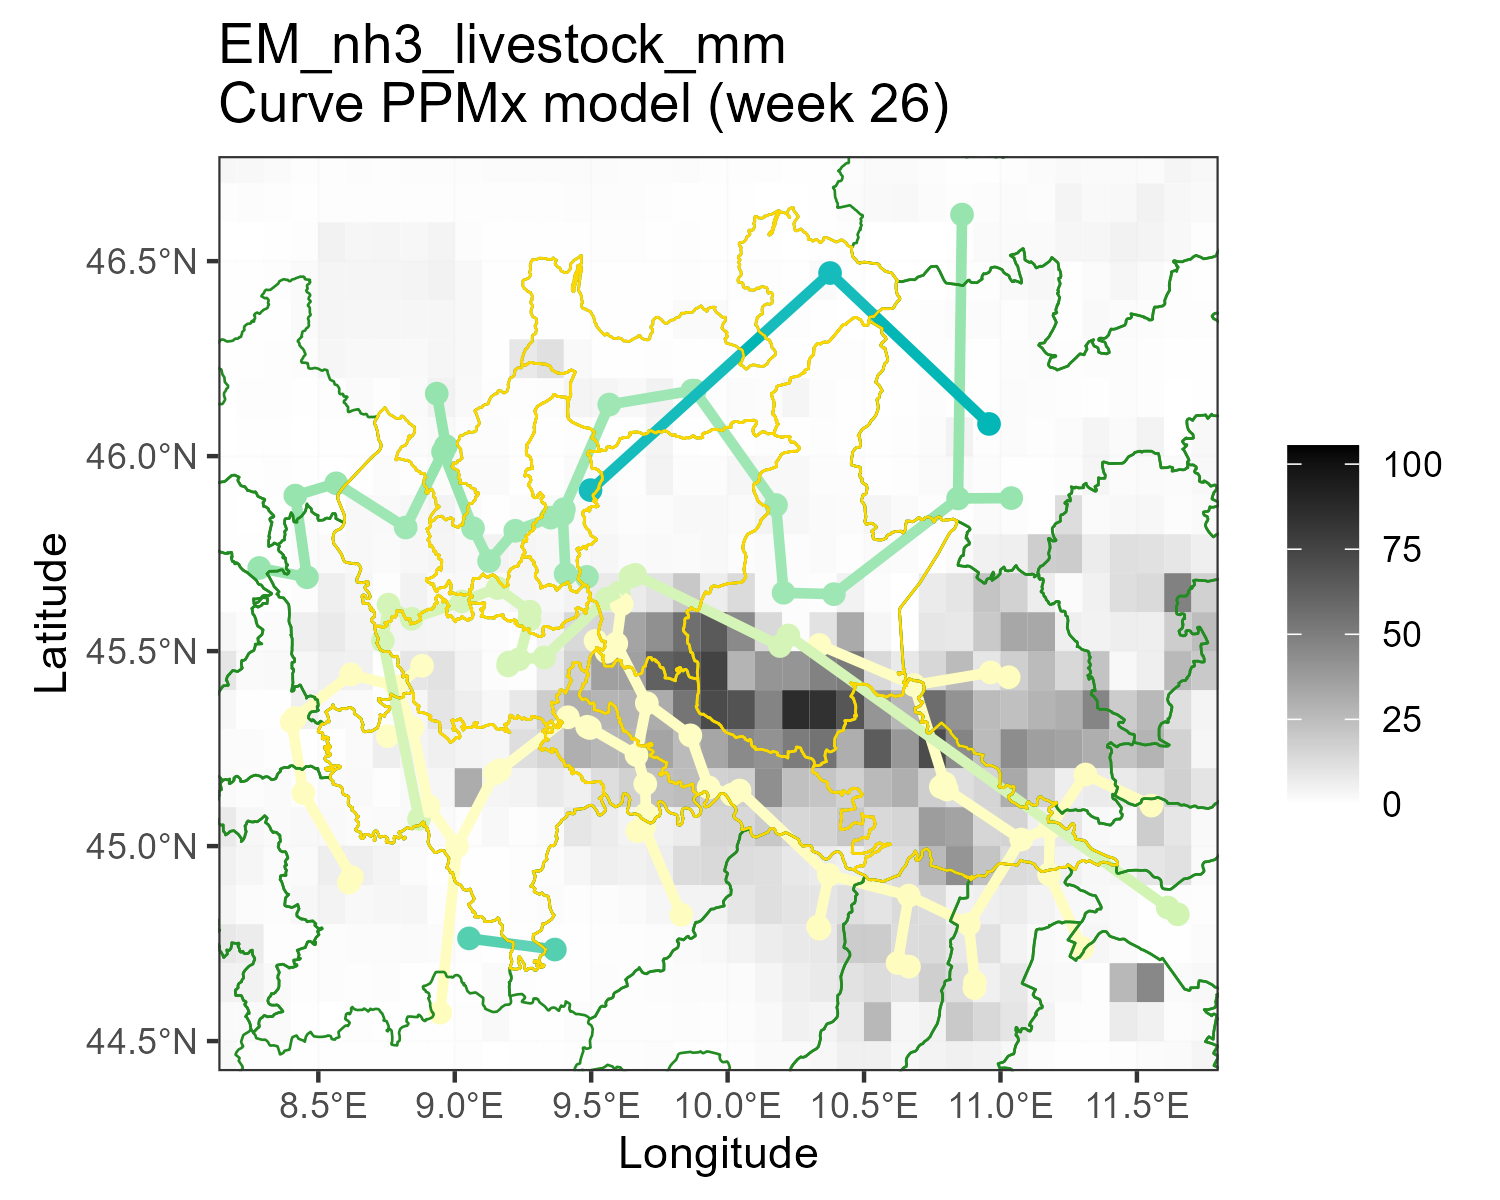 EM_nh3_livestock_mm
Curve PPMx model (week 26)
Latitude
46.5°N
46.0°N
45.5°N
45.0°N
44.5°N
8.5°E 9.0°E 9.5°E 10.0°E 10.5°E 11.0°E 11.5°E
Longitude
100
75
50
25
0